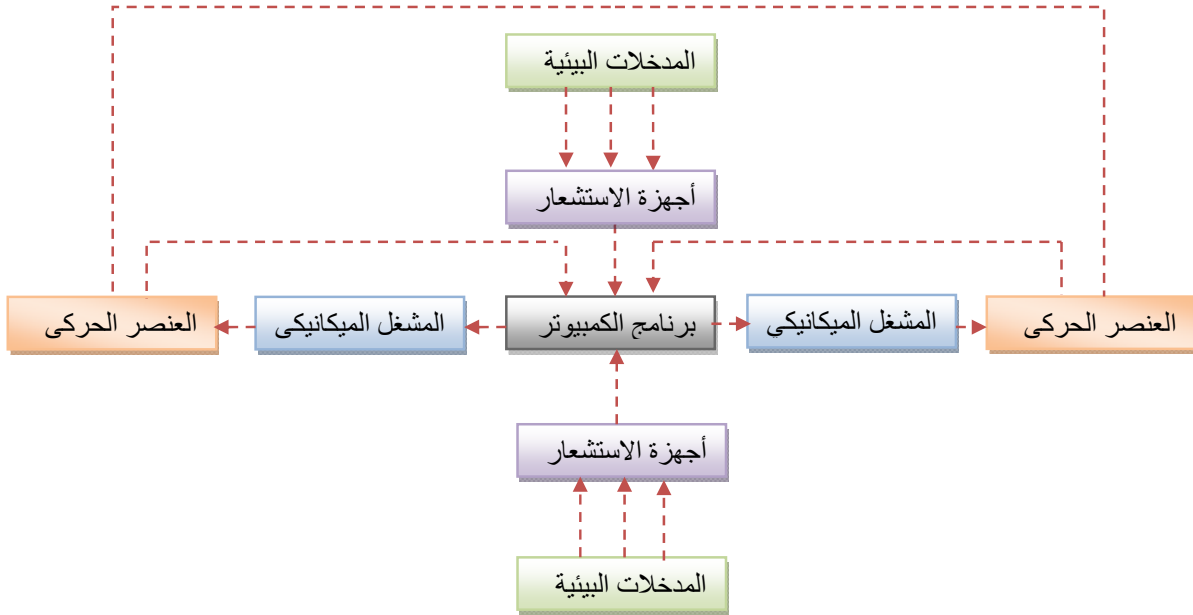 المدخلات البيئية
أجهزة الاستشعار
العنصر الحركى
المشغل الميكانيكي
برنامج الكمبيوتر
المشغل الميكانيكى
العنصر الحركى
أجهزة الاستشعار
المدخلات البيئية